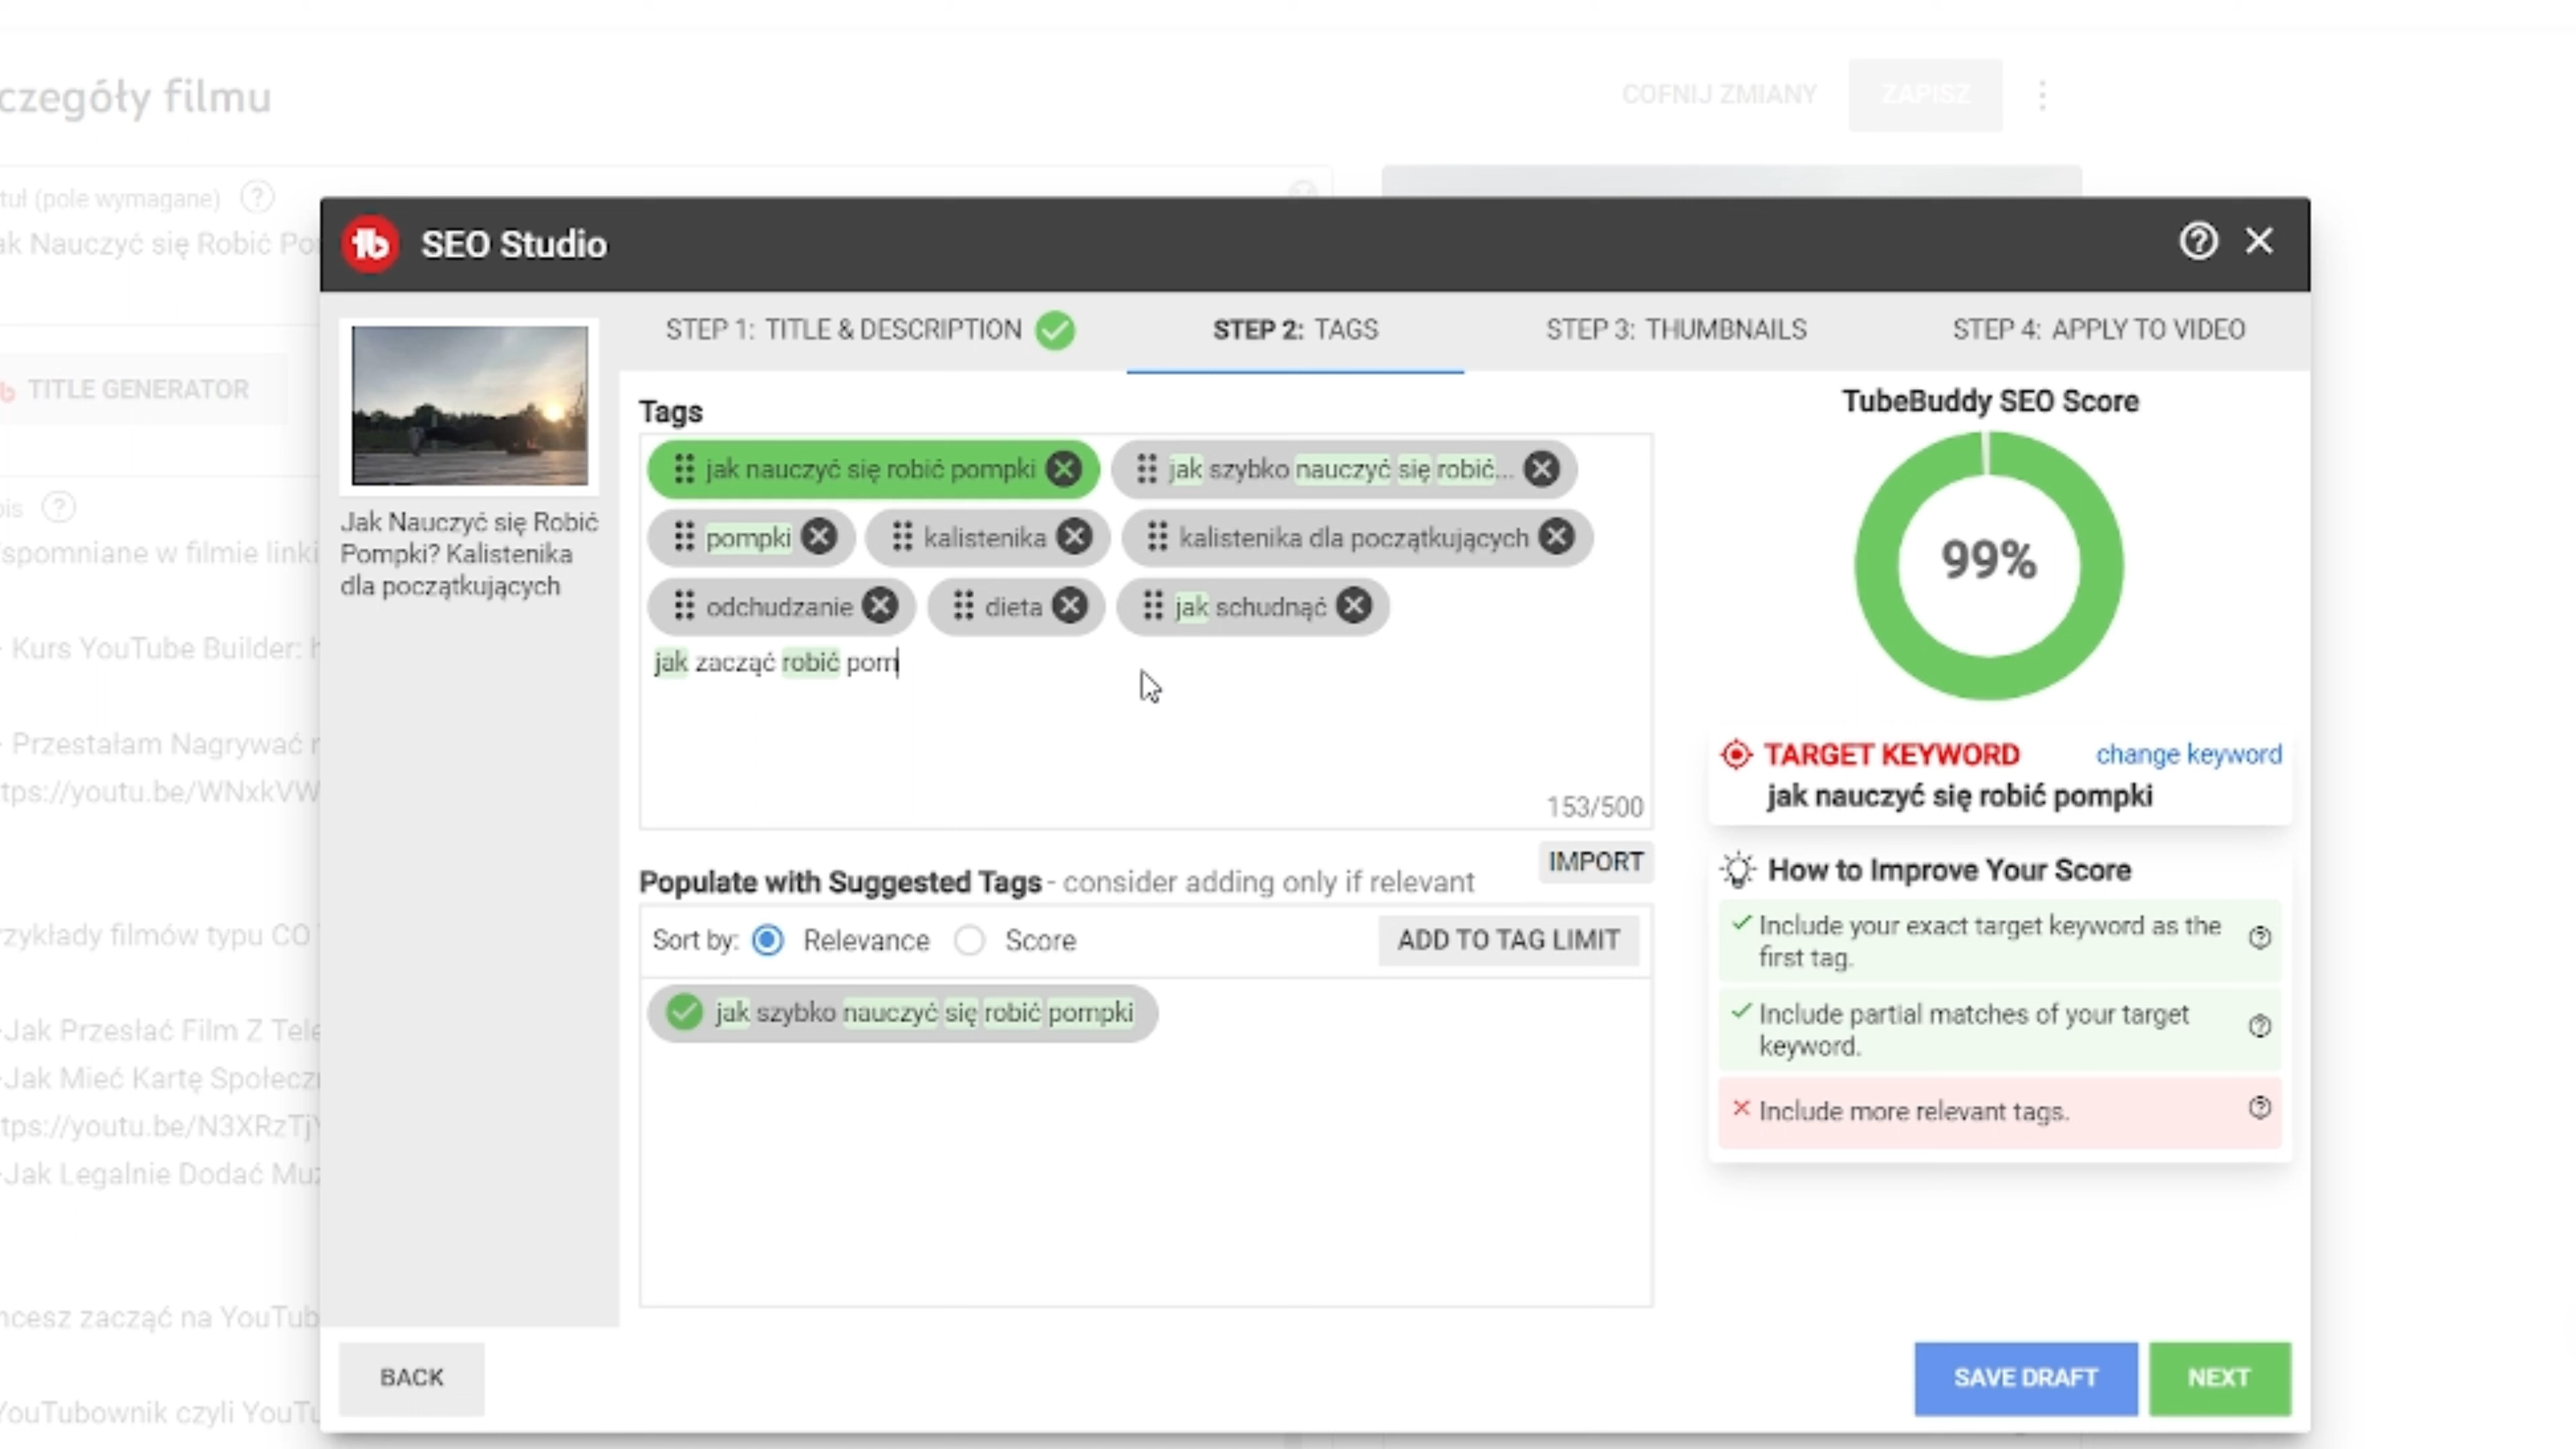 czegóły filmu
COFNIJ ZMIANY
ZAPISZ
tuł (pole wymagane)
ak Nauczyć się Robić Po
TITLE GENERATOR
is
spomniane w filmie linki
Kurs YouTube Builder: h
Przestałam Nagrywać
tps://youtu.be/WNxkVW
rzykłady filmów typu CO
-Jak Przesłać Film Z Tele
-Jak Mieć Kartę Społecz
tps://youtu.be/N3XRzTj
-Jak Legalnie Dodać Muz
hcesz zacząć na YouTub
YouTubownik czyli YouTu
SEO Studio
STEP 1: TITLE & DESCRIPTION
STEP 2: TAGS
STEP 3: THUMBNAILS
STEP 4: APPLY TO VIDEO
Jak Nauczyć się Robić
Pompki? Kalistenika
dla początkujących
Tags
jak nauczyć się robić pompki
jak szybko nauczyć się robić...
pompki
kalistenika
kalistenika dla początkujących
odchudzanie
dieta
jak schudnąć
jak zacząć robić pom
153/500
IMPORT
Populate with Suggested Tags - consider adding only if relevant
Sort by: Relevance Score
ADD TO TAG LIMIT
jak szybko nauczyć się robić pompki
TubeBuddy SEO Score
99%
TARGET KEYWORD
change keyword
jak nauczyć się robić pompki
How to Improve Your Score
Include your exact target keyword as the
first tag.
Include partial matches of your target
keyword.
Include more relevant tags.
BACK
SAVE DRAFT
NEXT